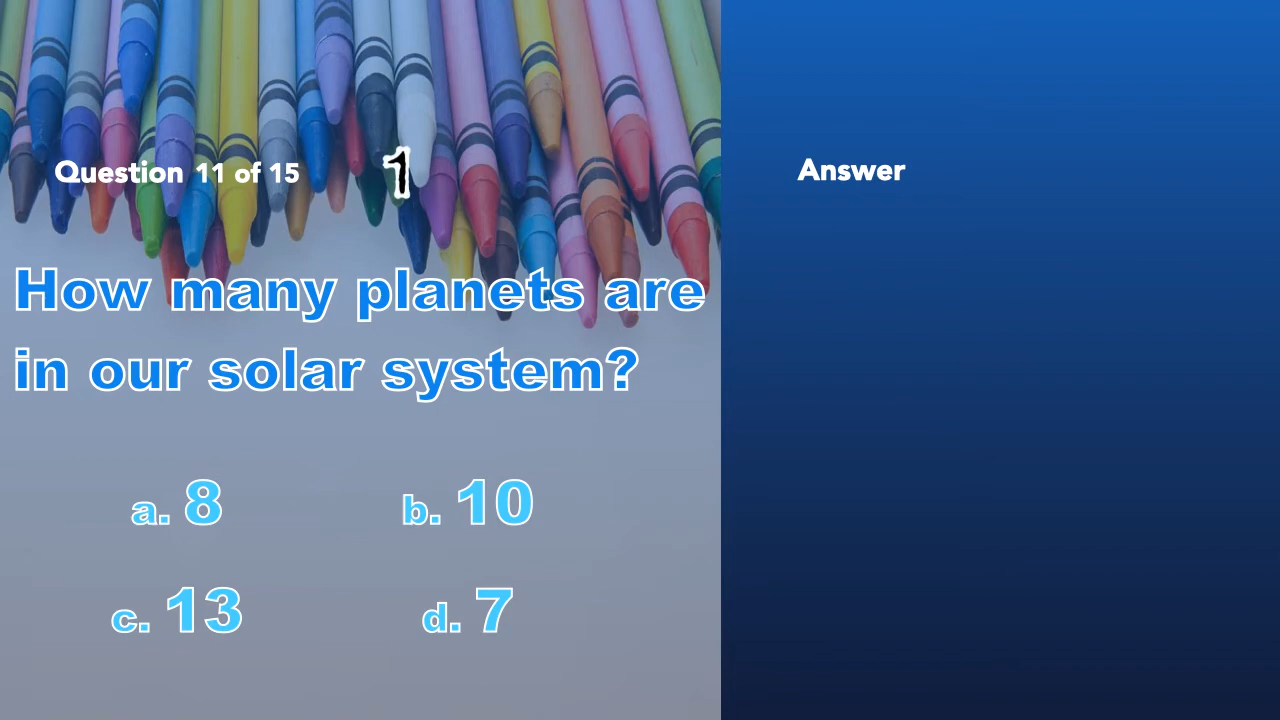 Question 11 of 15
1
How many planets are
in our solar system?
a. 8
b. 10
c. 13
d. 7
Answer